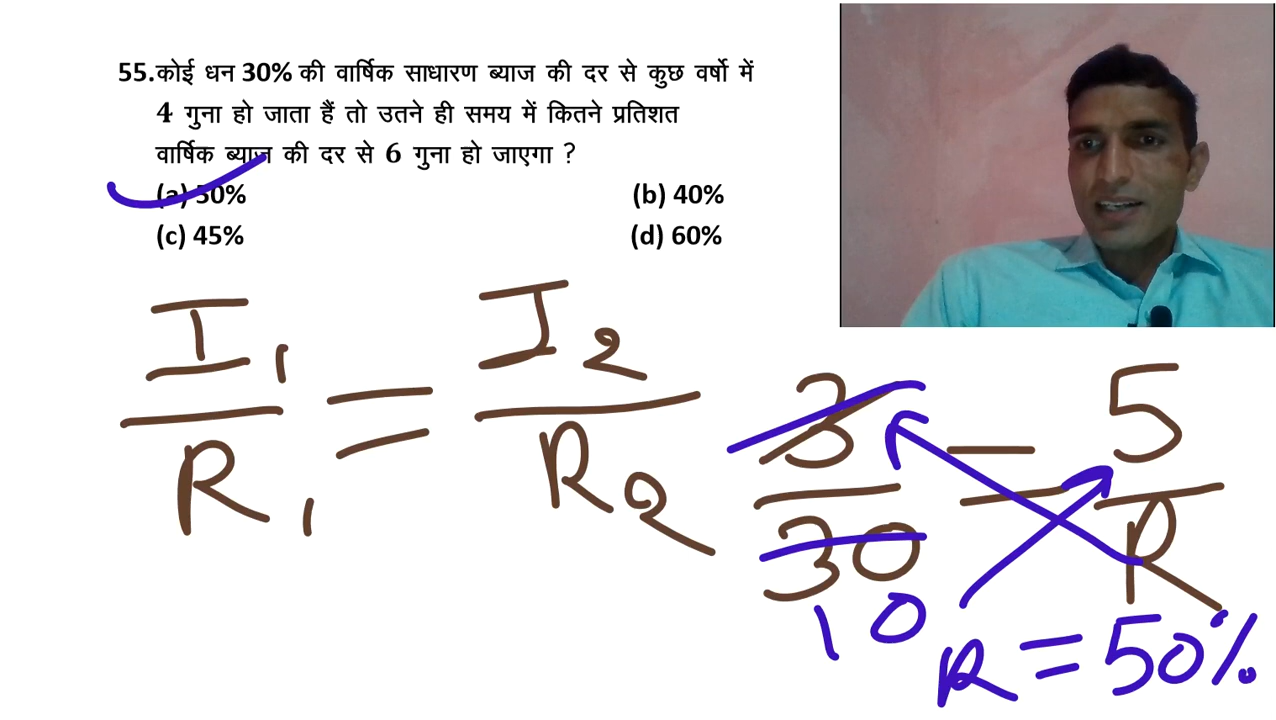 55.कोई धन 30% की वार्षिक साधारण ब्याज की दर से कुछ वर्षो में
4 गुना हो जाता हैं तो उतने ही समय में कितने प्रतिशत
वार्षिक ब्याज की दर से 6 गुना हो जाएगा ?
(a) 50% (b) 40%
(c) 45% (d) 60%
I₁/R₁ = I₂/R₂
3/30 = 5/R
10
R = 50%